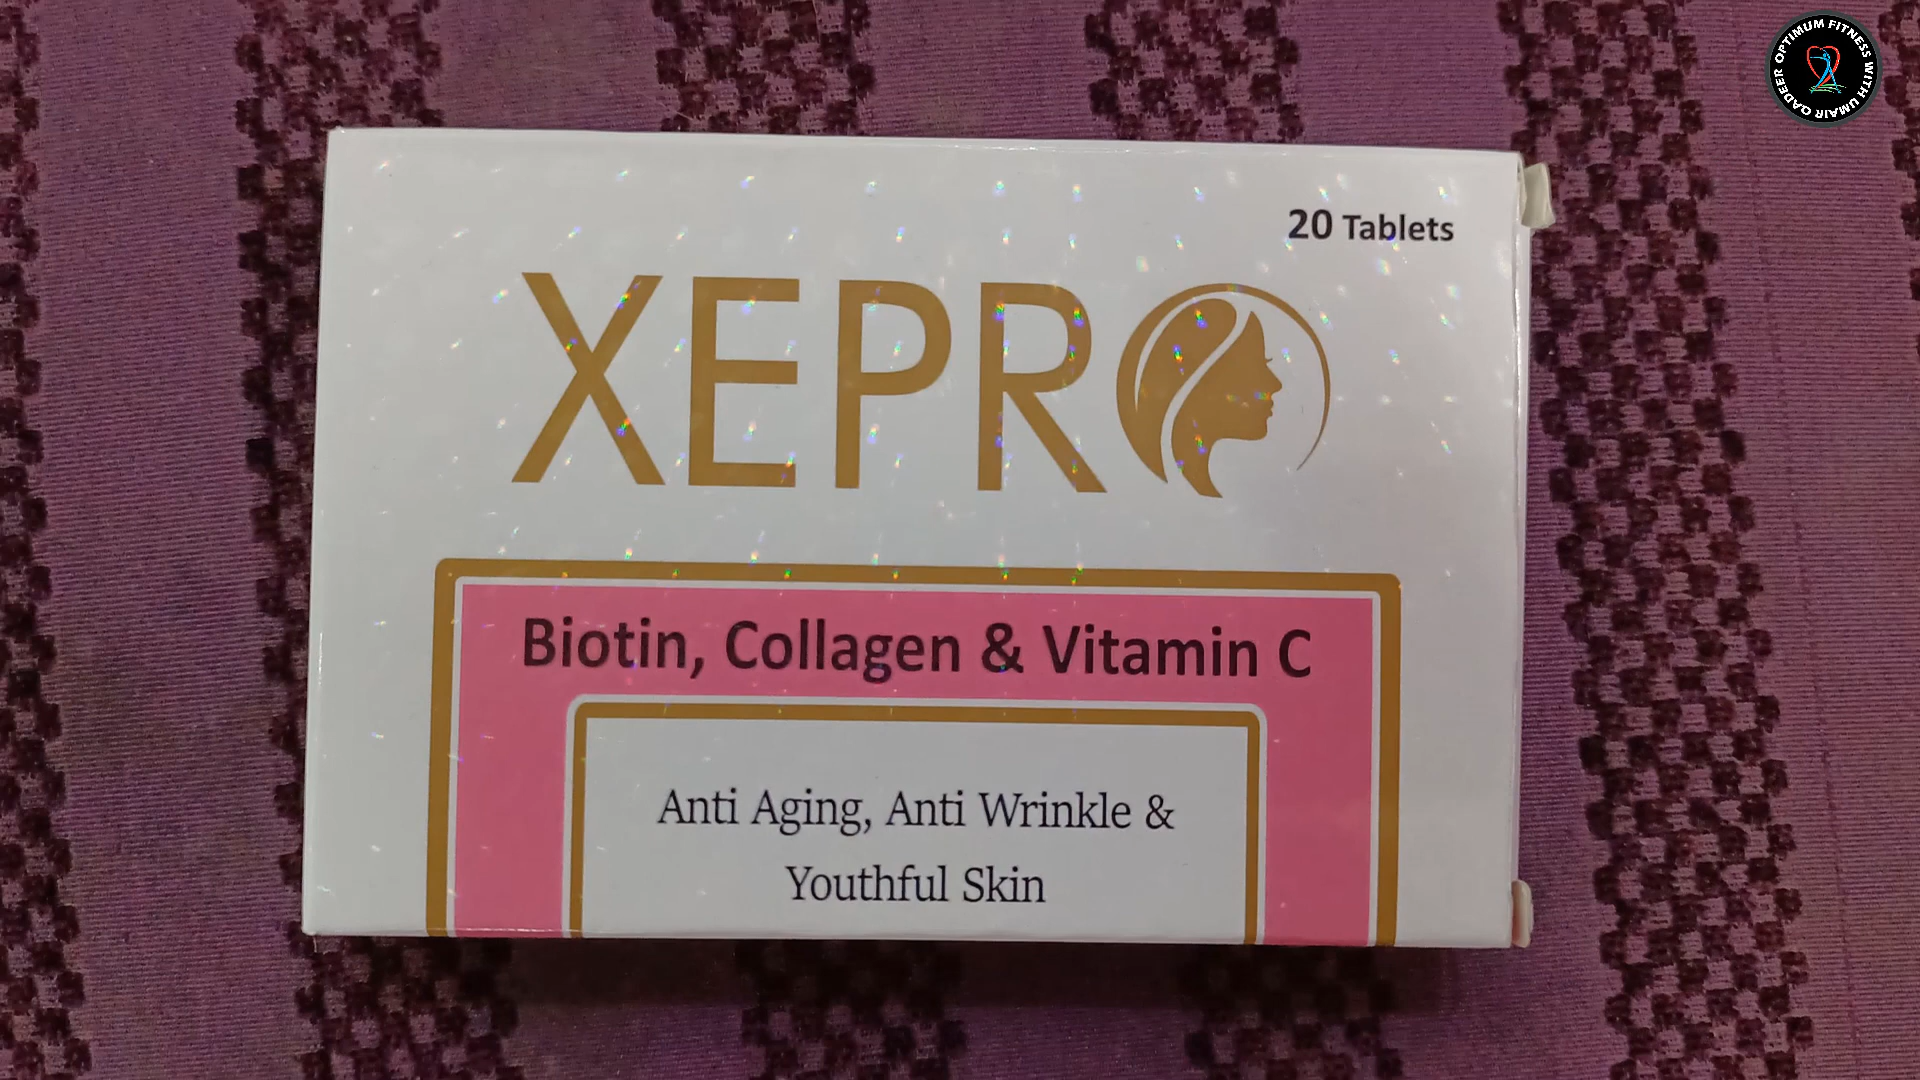 OPTIMUM FITNESS WITH UMAIR QADEER
20 Tablets
XEPRO
Biotin, Collagen & Vitamin C
Anti Aging, Anti Wrinkle &
Youthful Skin